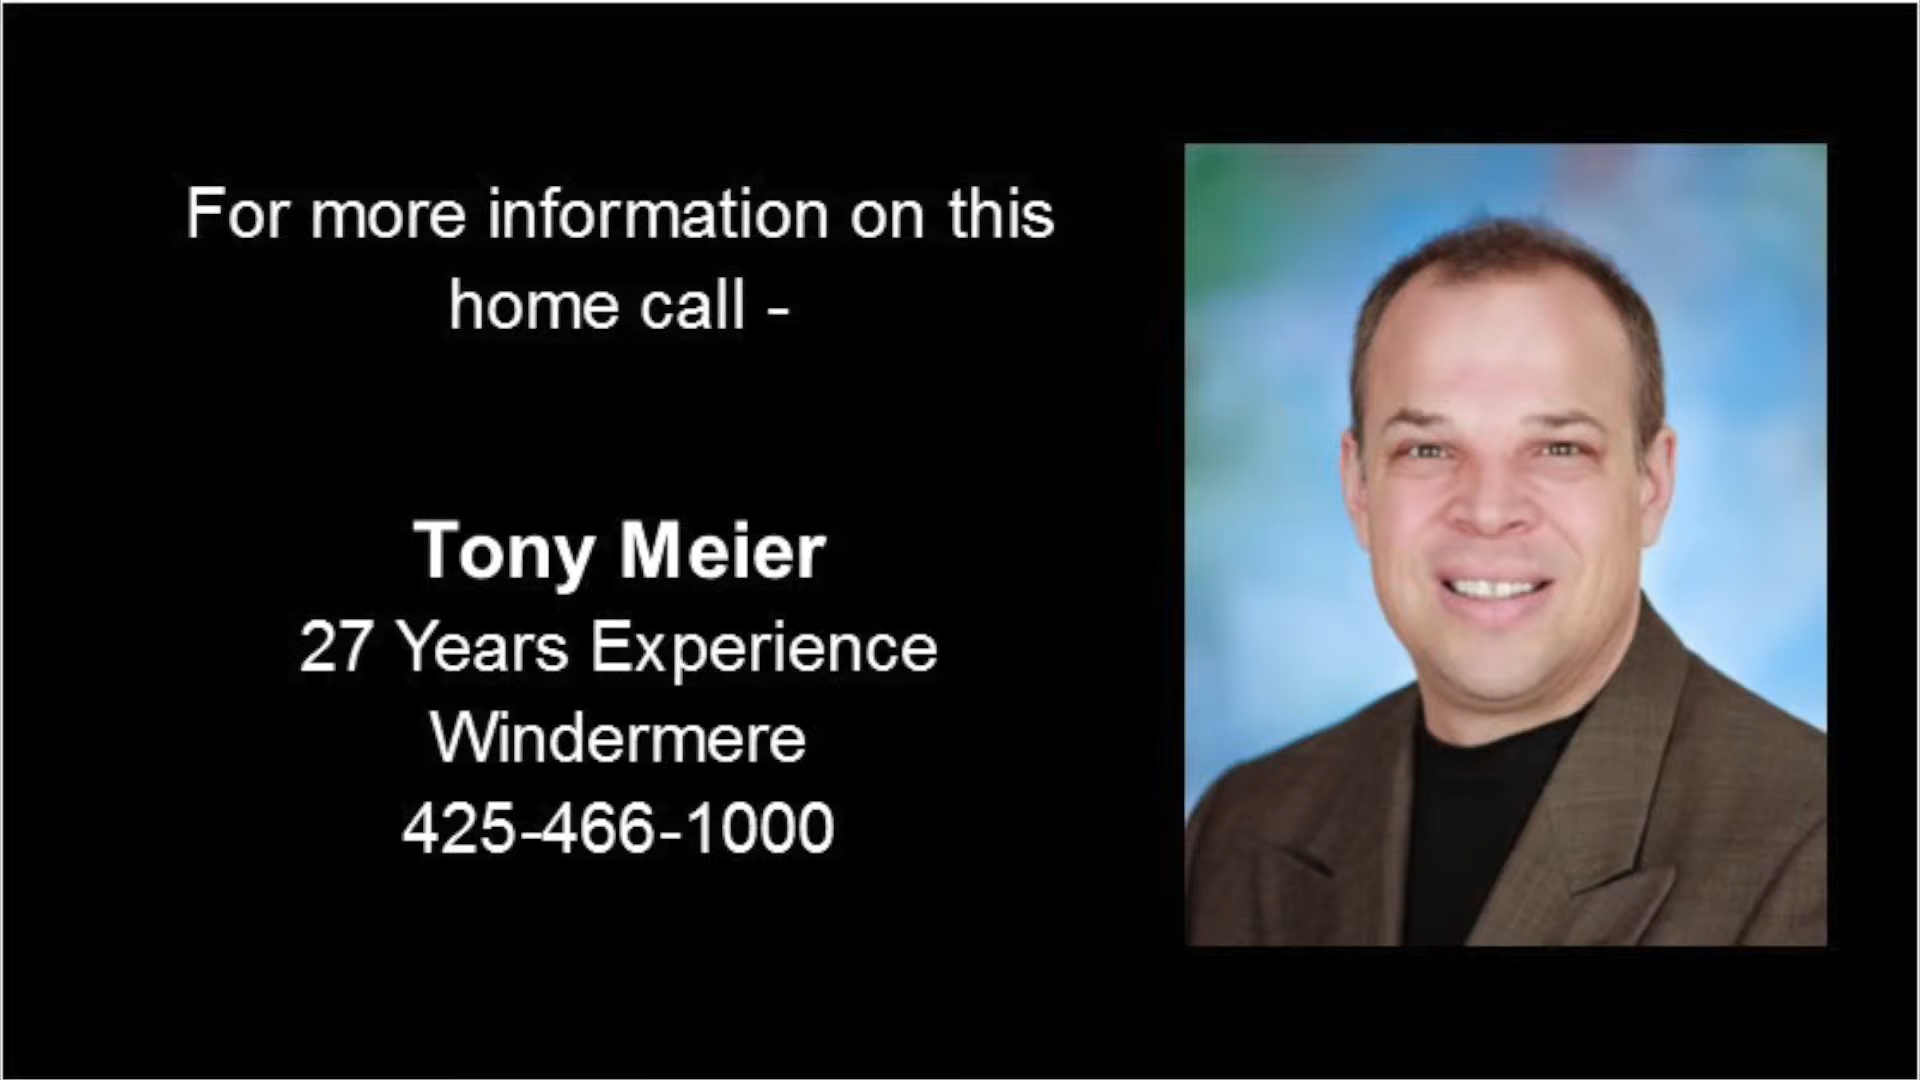 For more information on this
home call -
Tony Meier
27 Years Experience
Windermere
425-466-1000